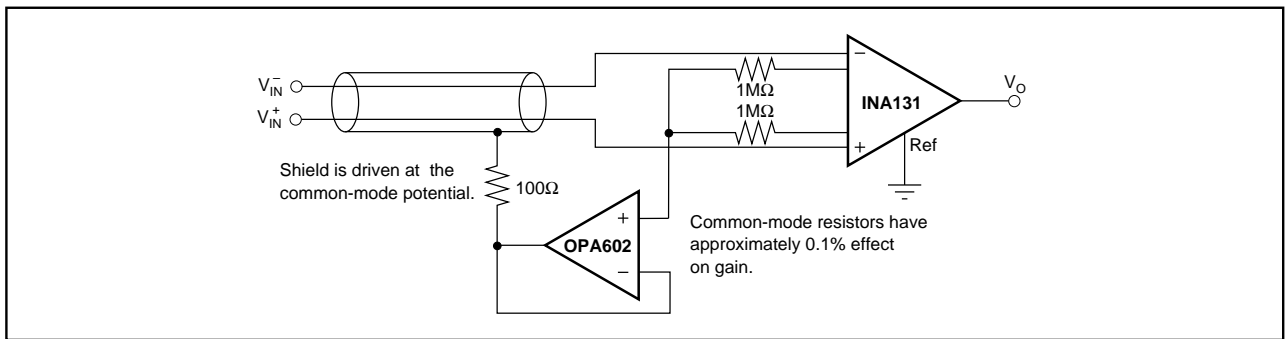 V⁻IN
V⁺IN
1MΩ
1MΩ
–
+
INA131
VO
Ref
Shield is driven at the
common-mode potential.
100Ω
+
–
OPA602
Common-mode resistors have
approximately 0.1% effect
on gain.